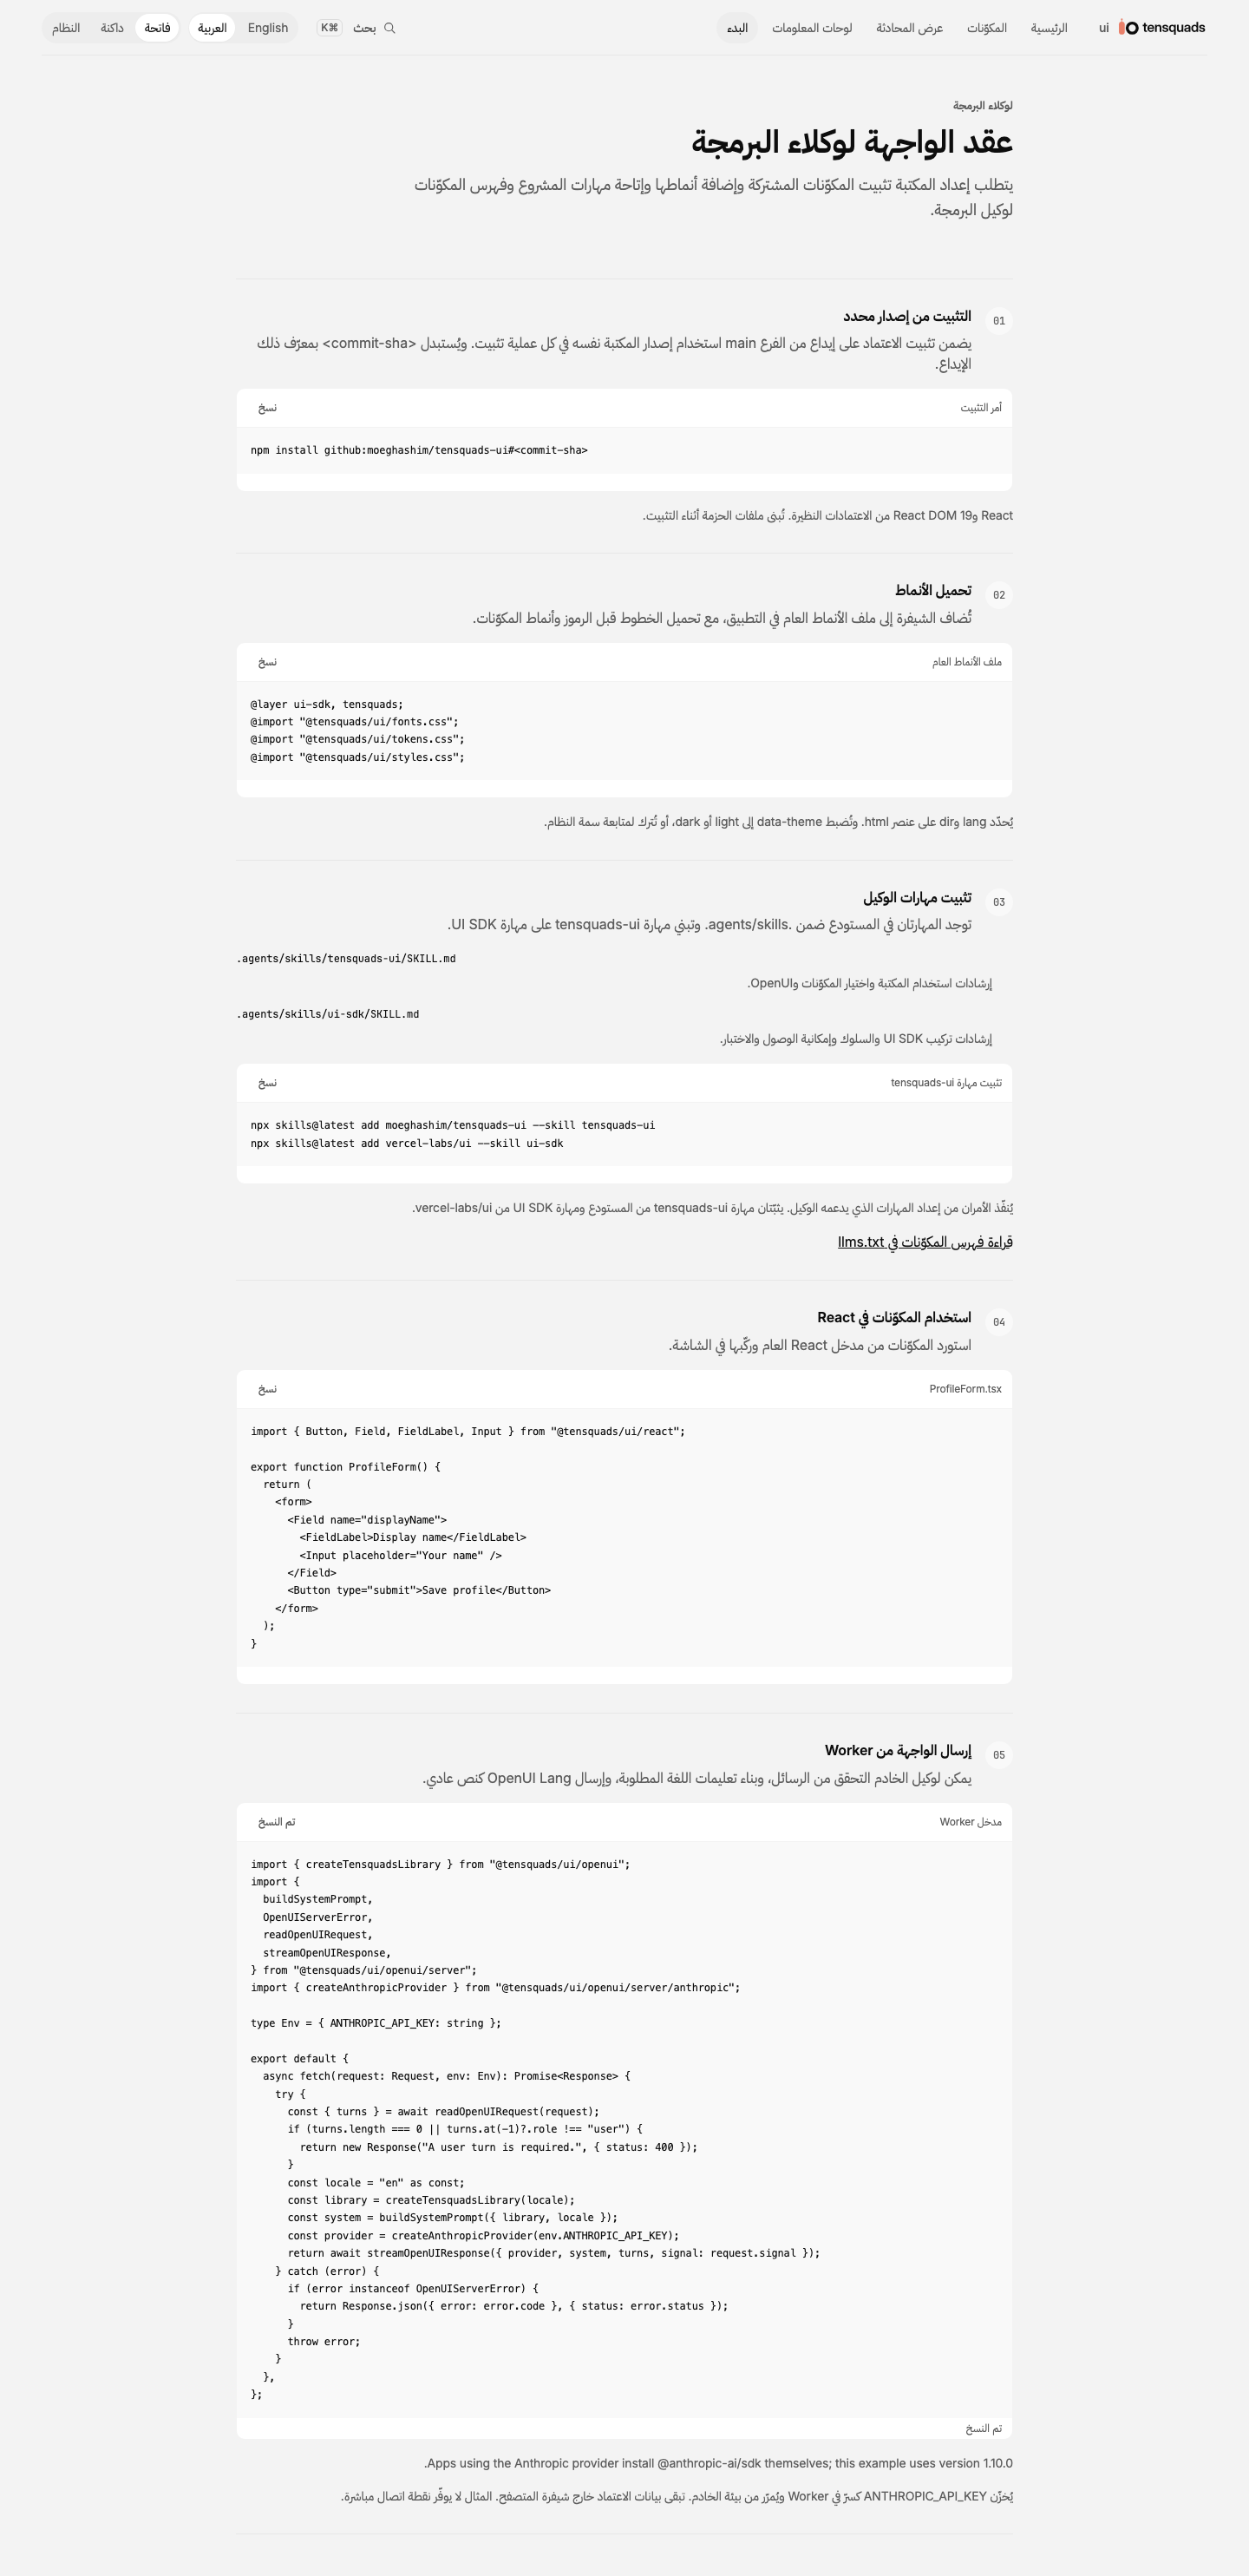 tensquads ui
الرئيسية
المكوّنات
عرض المحادثة
لوحات المعلومات
البدء
بحث
⌘K
English
العربية
فاتحة
داكنة
النظام
لوكلاء البرمجة
عقد الواجهة لوكلاء البرمجة
يتطلب إعداد المكتبة تثبيت المكوّنات المشتركة وإضافة أنماطها وإتاحة مهارات المشروع وفهرس المكوّنات
لوكيل البرمجة.
01
التثبيت من إصدار محدد
يضمن تثبيت الاعتماد على إيداع من الفرع main استخدام إصدار المكتبة نفسه في كل عملية تثبيت. ويُستبدل <commit-sha> بمعرّف ذلك
الإيداع.
أمر التثبيت
نسخ
npm install github:moeghashim/tensquads-ui#<commit-sha>
React وReact DOM 19 من الاعتمادات النظيرة. تُبنى ملفات الحزمة أثناء التثبيت.
02
تحميل الأنماط
تُضاف الشيفرة إلى ملف الأنماط العام في التطبيق، مع تحميل الخطوط قبل الرموز وأنماط المكوّنات.
ملف الأنماط العام
نسخ
@layer ui-sdk, tensquads;
@import "@tensquads/ui/fonts.css";
@import "@tensquads/ui/tokens.css";
@import "@tensquads/ui/styles.css";
يُحدّد lang وdir على عنصر html. وتُضبط data-theme إلى light أو dark، أو تُترك لمتابعة سمة النظام.
03
تثبيت مهارات الوكيل
توجد المهارتان في المستودع ضمن .agents/skills. وتبني مهارة tensquads-ui على مهارة UI SDK.
.agents/skills/tensquads-ui/SKILL.md
إرشادات استخدام المكتبة واختيار المكوّنات وOpenUI.
.agents/skills/ui-sdk/SKILL.md
إرشادات تركيب UI SDK والسلوك وإمكانية الوصول والاختبار.
تثبيت مهارة tensquads-ui
نسخ
npx skills@latest add moeghashim/tensquads-ui --skill tensquads-ui
npx skills@latest add vercel-labs/ui --skill ui-sdk
يُنفّذ الأمران من إعداد المهارات الذي يدعمه الوكيل. يثبّتتان مهارة tensquads-ui من المستودع ومهارة UI SDK من vercel-labs/ui.
قراءة فهرس المكوّنات في llms.txt
04
استخدام المكوّنات في React
استورد المكوّنات من مدخل React العام وركّبها في الشاشة.
ProfileForm.tsx
نسخ
import { Button, Field, FieldLabel, Input } from "@tensquads/ui/react";
export function ProfileForm() {
  return (
    <form>
      <Field name="displayName">
        <FieldLabel>Display name</FieldLabel>
        <Input placeholder="Your name" />
      </Field>
      <Button type="submit">Save profile</Button>
    </form>
  );
}
05
إرسال الواجهة من Worker
يمكن لوكيل الخادم التحقق من الرسائل، وبناء تعليمات اللغة المطلوبة، وإرسال OpenUI Lang كنص عادي.
مدخل Worker
تم النسخ
import { createTensquadsLibrary } from "@tensquads/ui/openui";
import {
  buildSystemPrompt,
  OpenUIServerError,
  readOpenUIRequest,
  streamOpenUIResponse,
} from "@tensquads/ui/openui/server";
import { createAnthropicProvider } from "@tensquads/ui/openui/server/anthropic";
type Env = { ANTHROPIC_API_KEY: string };
export default {
  async fetch(request: Request, env: Env): Promise<Response> {
    try {
      const { turns } = await readOpenUIRequest(request);
      if (turns.length === 0 || turns.at(-1)?.role !== "user") {
        return new Response("A user turn is required.", { status: 400 });
      }
      const locale = "en" as const;
      const library = createTensquadsLibrary(locale);
      const system = buildSystemPrompt({ library, locale });
      const provider = createAnthropicProvider(env.ANTHROPIC_API_KEY);
      return await streamOpenUIResponse({ provider, system, turns, signal: request.signal });
    } catch (error) {
      if (error instanceof OpenUIServerError) {
        return Response.json({ error: error.code }, { status: error.status });
      }
      throw error;
    }
  },
};
تم النسخ
Apps using the Anthropic provider install @anthropic-ai/sdk themselves; this example uses version 1.10.0.
يُخزّن ANTHROPIC_API_KEY كسرّ في Worker ويُمرّر من بيئة الخادم. تبقى بيانات الاعتماد خارج شيفرة المتصفح. المثال لا يوفّر نقطة اتصال مباشرة.